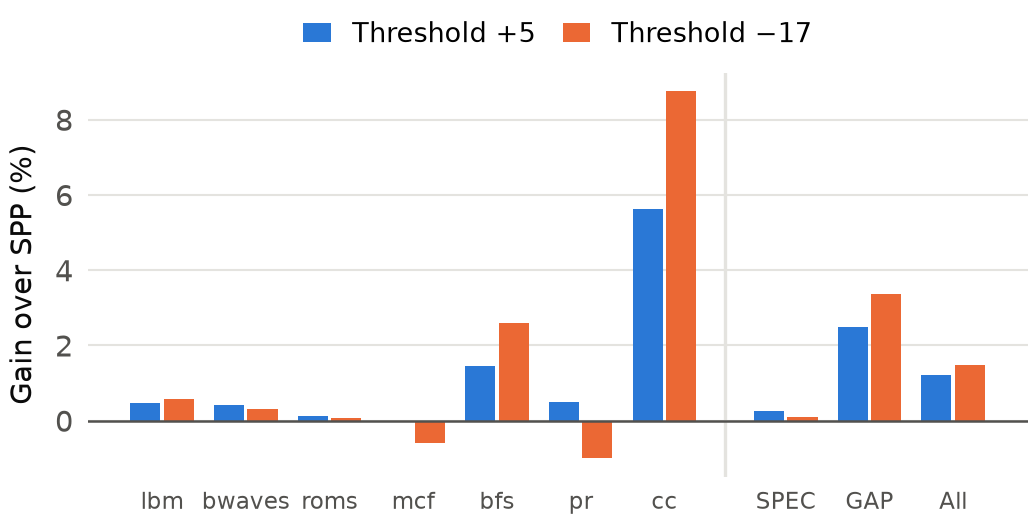 Threshold +5 Threshold −17
Gain over SPP (%)
8
6
4
2
0
lbm bwaves roms mcf bfs pr cc SPEC GAP All